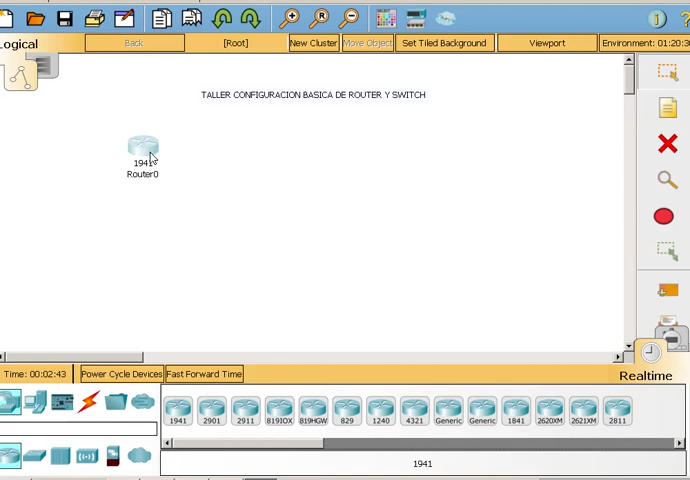 Logical
Back
[Root]
New Cluster
Move Object
Set Tiled Background
Viewport
Environment: 01:20:3
TALLER CONFIGURACION BASICA DE ROUTER Y SWITCH
1941
Router0
Time: 00:02:43
Power Cycle Devices
Fast Forward Time
Realtime
1941
2901
2911
819IOX
819HGW
829
1240
4321
Generic
Generic
1841
2620XM
2621XM
2811
1941